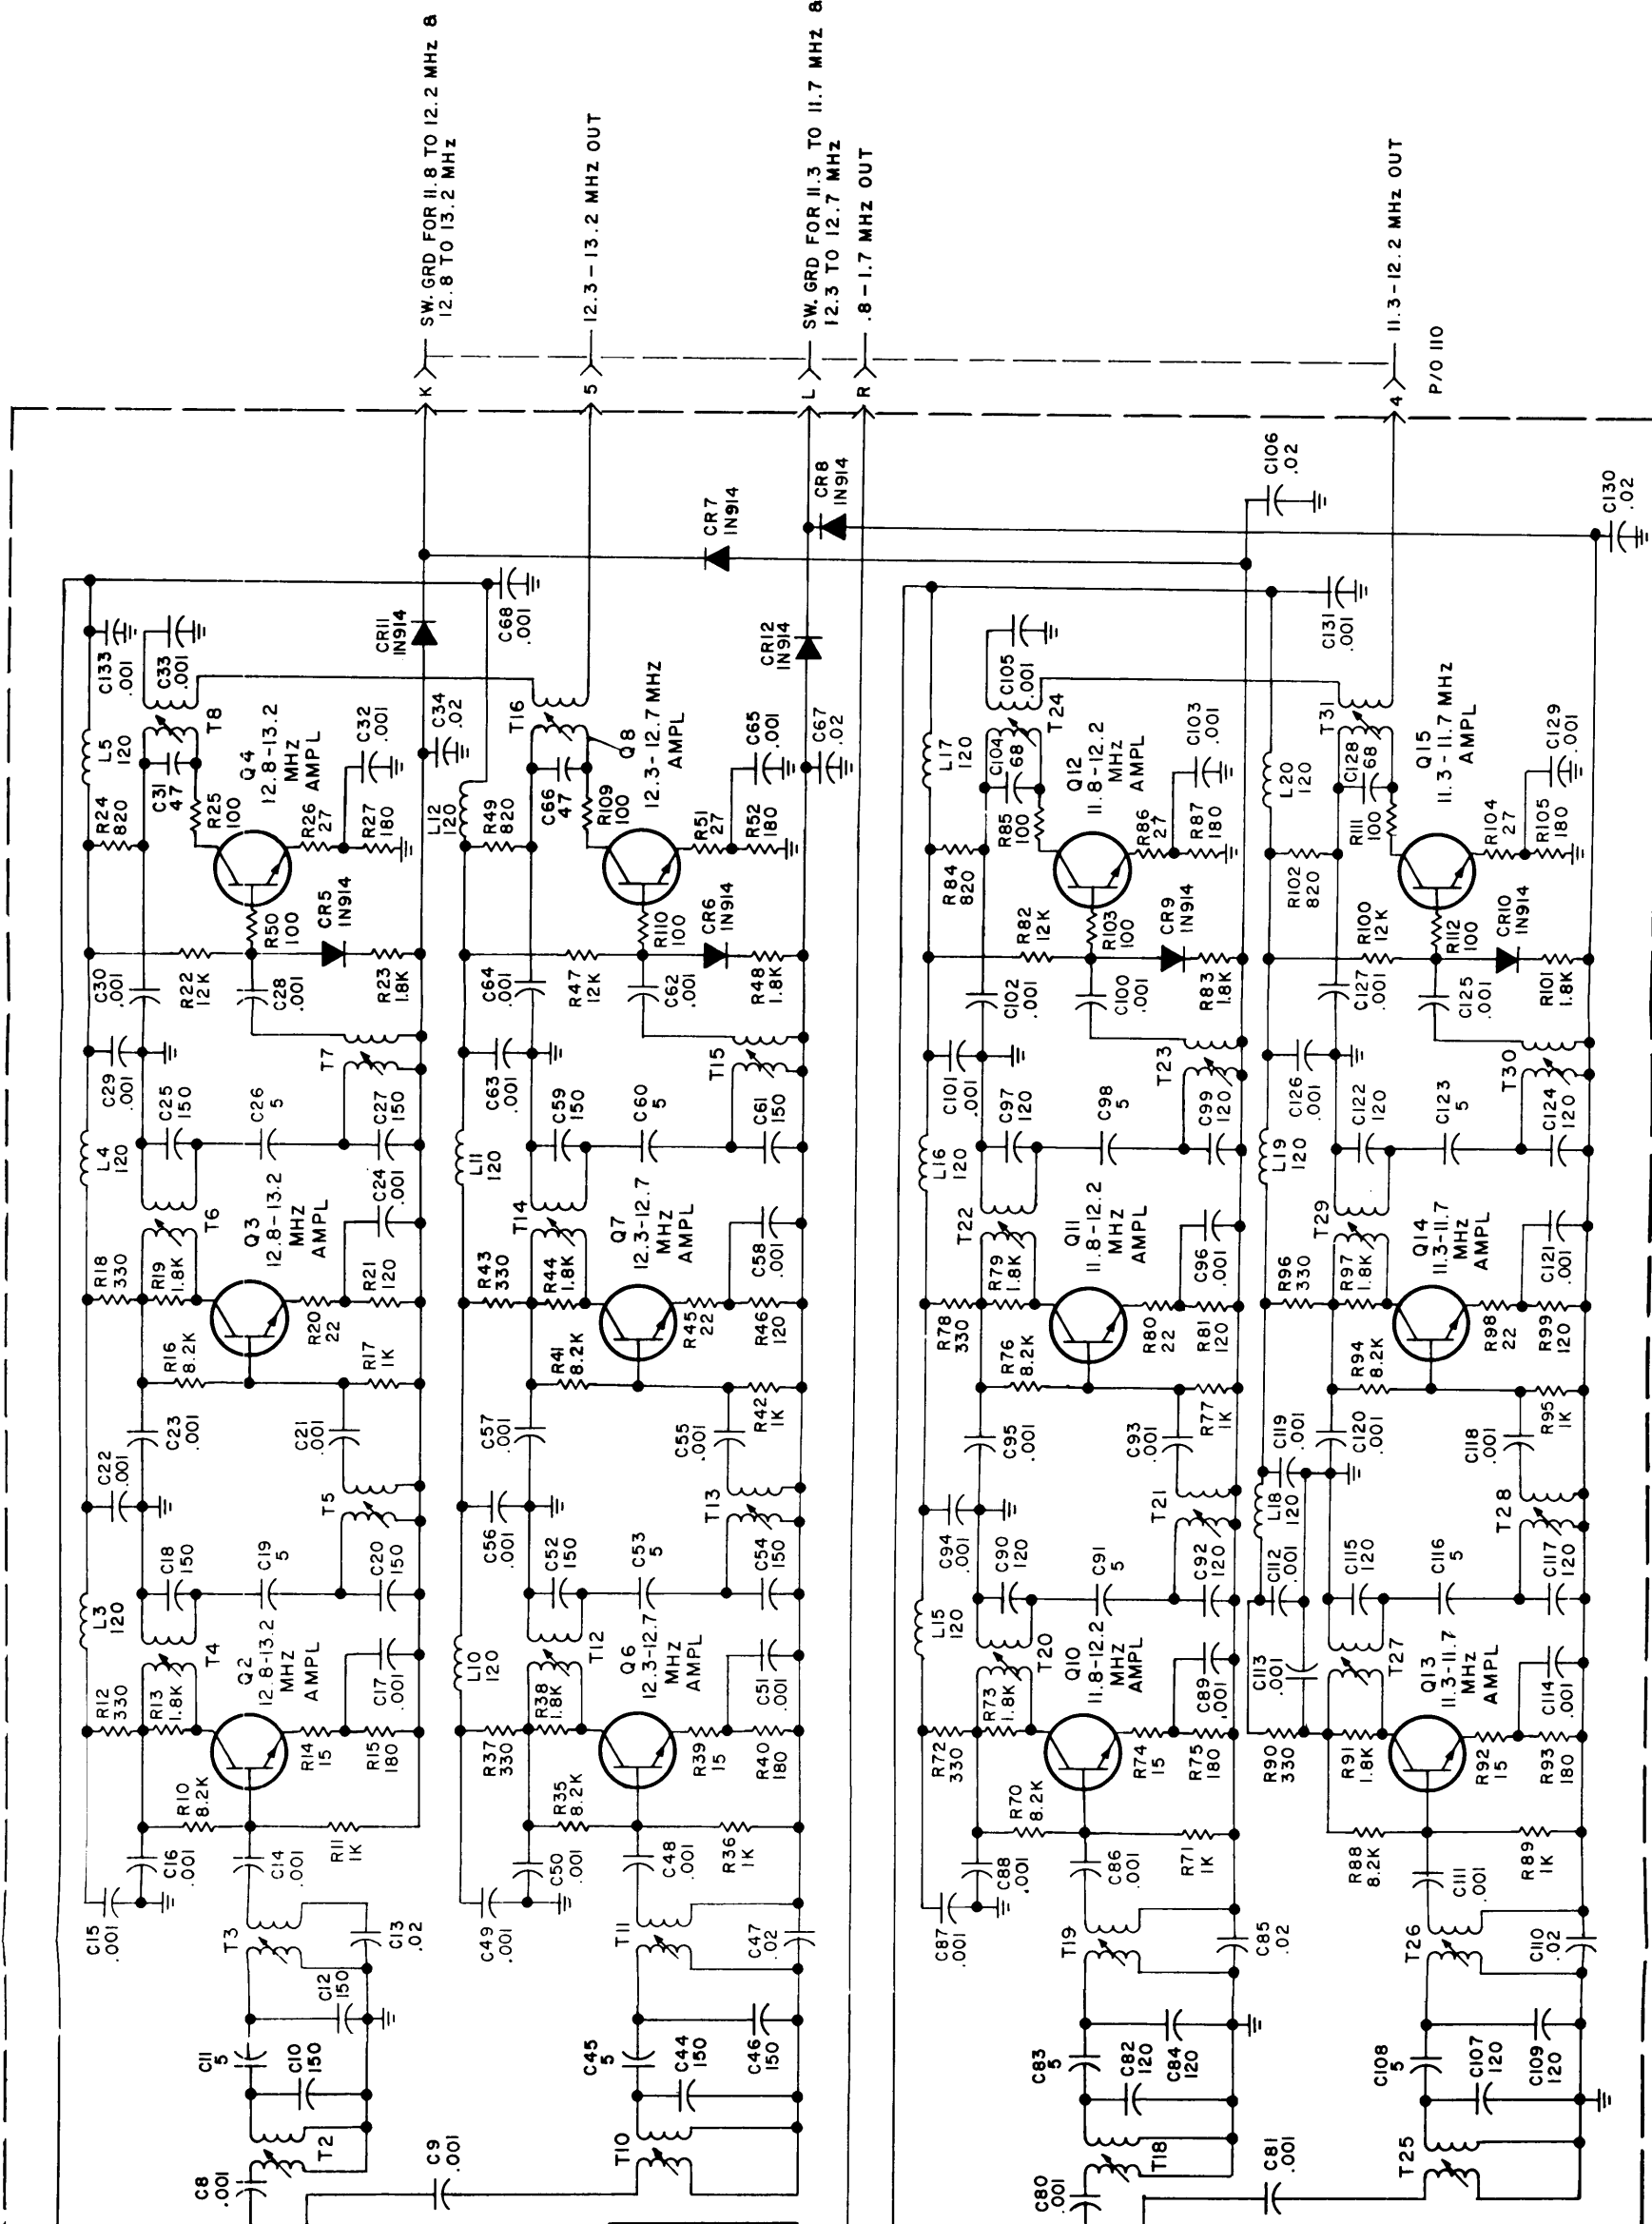 SW. GRD FOR 11.8 TO 12.2 MHz &
12.8 TO 13.2 MHz
12.3-13.2 MHz OUT
SW. GRD FOR 11.3 TO 11.7 MHz &
12.3 TO 12.7 MHz
.8-1.7 MHz OUT
11.3-12.2 MHz OUT
P/O 110
K
5
L
R
4
CR7
1N914
CR8
1N914
C106
.02
C130
.02
C133
.001
C33
.001
CR11
1N914
C68
.001
CR12
1N914
L5
120
T8
R24
820
C31
47
R25
100
Q4
12.8-13.2
MHz
AMPL
R26
27
C32
.001
R27
180
C34
.02
R50
100
CR5
1N914
C30
.001
R22
12K
C28
.001
R23
1.8K
C29
.001
C25
150
C26
5
T7
C27
150
L4
120
T6
R18
330
R19
1.8K
Q3
12.8-13.2
MHz
AMPL
R20
22
R21
120
C24
.001
R16
8.2K
R17
1K
C23
.001
C21
.001
C22
.001
T5
C18
150
C19
5
C20
150
L3
120
T4
R12
330
R13
1.8K
Q2
12.8-13.2
MHz
AMPL
R14
15
R15
180
C17
.001
R10
8.2K
R11
1K
C15
.001
C16
.001
C14
.001
T3
C13
.02
C12
150
C11
5
C10
150
T2
C8
.001
C9
.001
L12
120
R49
820
T16
C66
47
R109
100
Q8
12.3-12.7 MHz
AMPL
R51
27
R52
180
C65
.001
C67
.02
R110
100
CR6
1N914
C64
.001
R47
12K
C62
.001
R48
1.8K
C63
.001
C59
150
C60
5
T15
C61
150
L11
120
T14
R43
330
R44
1.8K
Q7
12.3-12.7
MHz
AMPL
R45
22
R46
120
C58
.001
R41
8.2K
R42
1K
C57
.001
C55
.001
C56
.001
T13
C52
150
C53
5
C54
150
L10
120
T12
R37
330
R38
1.8K
Q6
12.3-12.7
MHz
AMPL
R39
15
R40
180
C51
.001
R35
8.2K
R36
1K
C49
.001
C50
.001
C48
.001
T11
C47
.02
C45
5
C44
150
C46
150
T10
L17
120
C105
.001
T24
R84
820
C104
68
R85
100
Q12
11.8-12.2
MHz
AMPL
R86
27
R87
180
C103
.001
R82
12K
R103
100
CR9
1N914
C102
.001
C100
.001
R83
1.8K
C101
.001
C97
120
C98
5
T23
C99
120
L16
120
T22
R78
330
R79
1.8K
Q11
11.8-12.2
MHz
AMPL
R80
22
R81
120
C96
.001
R76
8.2K
R77
1K
C95
.001
C93
.001
C94
.001
T21
C90
120
C91
5
C92
120
L15
120
T20
R72
330
R73
1.8K
Q10
11.8-12.2
MHz
AMPL
R74
15
R75
180
C89
.001
R70
8.2K
R71
1K
C87
.001
C88
.001
C86
.001
T19
C85
.02
C83
5
C82
120
C84
120
T18
C80
.001
C81
.001
C131
.001
L20
120
T31
R102
820
C128
68
R111
100
Q15
11.3-11.7 MHz
AMPL
R104
27
R105
180
C129
.001
R100
12K
R112
100
CR10
1N914
C127
.001
C125
.001
R101
1.8K
C126
.001
C122
120
C123
5
T30
C124
120
L19
120
T29
R96
330
R97
1.8K
Q14
11.3-11.7
MHz
AMPL
R98
22
R99
120
C121
.001
R94
8.2K
R95
1K
C119
.001
C120
.001
C118
.001
L18
120
T28
C112
.001
C115
120
C116
5
C117
120
C113
.001
T27
R90
330
R91
1.8K
Q13
11.3-11.7
MHz
AMPL
R92
15
R93
180
C114
.001
R88
8.2K
R89
1K
C111
.001
T26
C110
.02
C108
5
C107
120
C109
120
T25